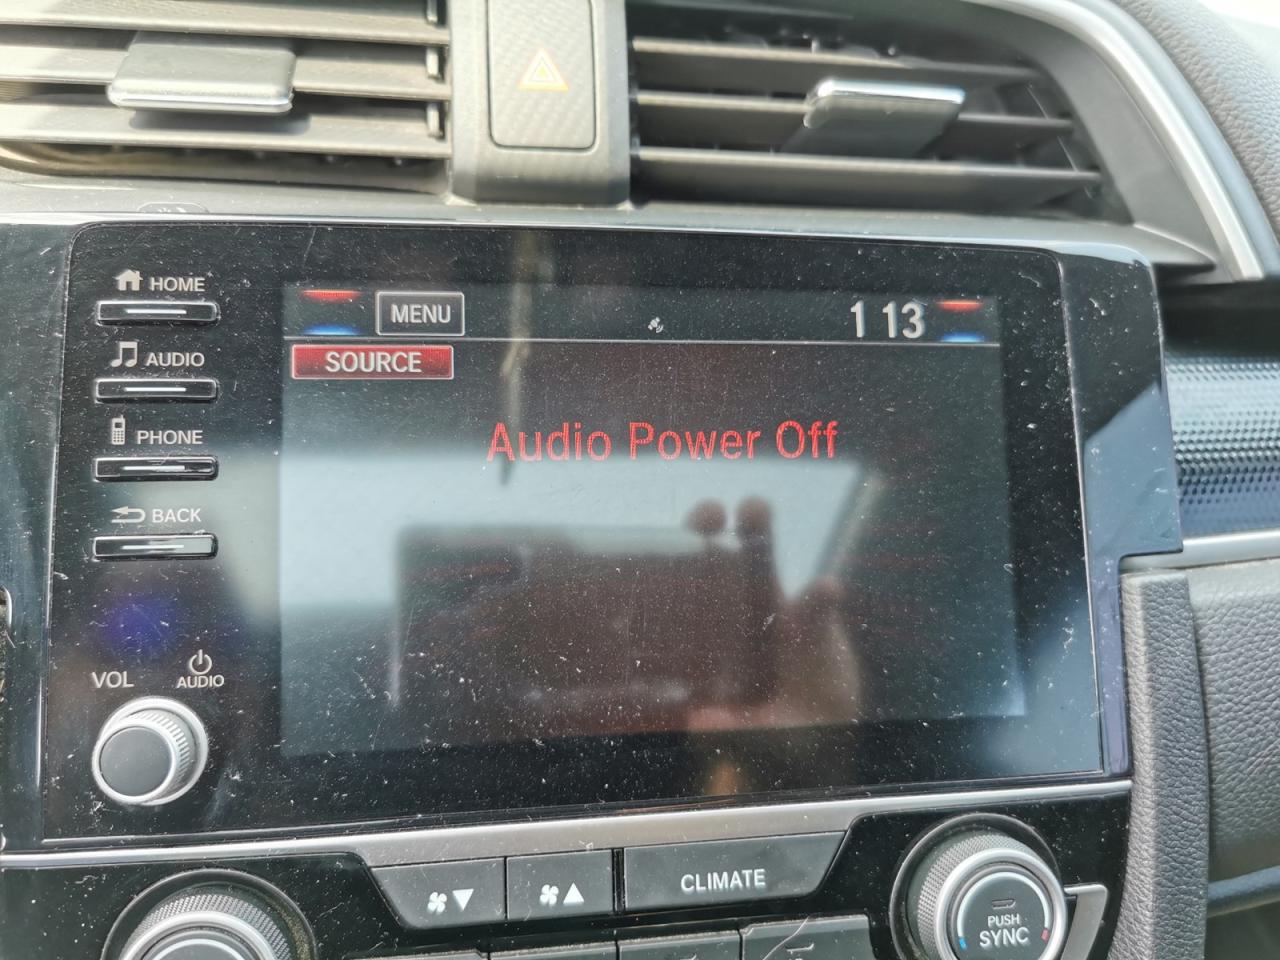 HOME
MENU
1 13
AUDIO
SOURCE
PHONE
Audio Power Off
BACK
VOL
AUDIO
CLIMATE
PUSH
SYNC